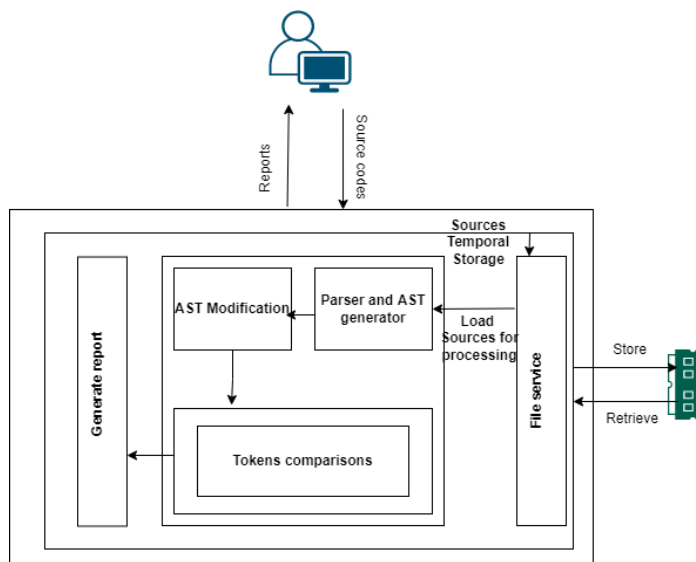 Reports
Source codes
Sources
Temporal
Storage
AST Modification
Parser and AST
generator
Load
Sources for
processing
Generate report
File service
Store
Retrieve
Tokens comparisons